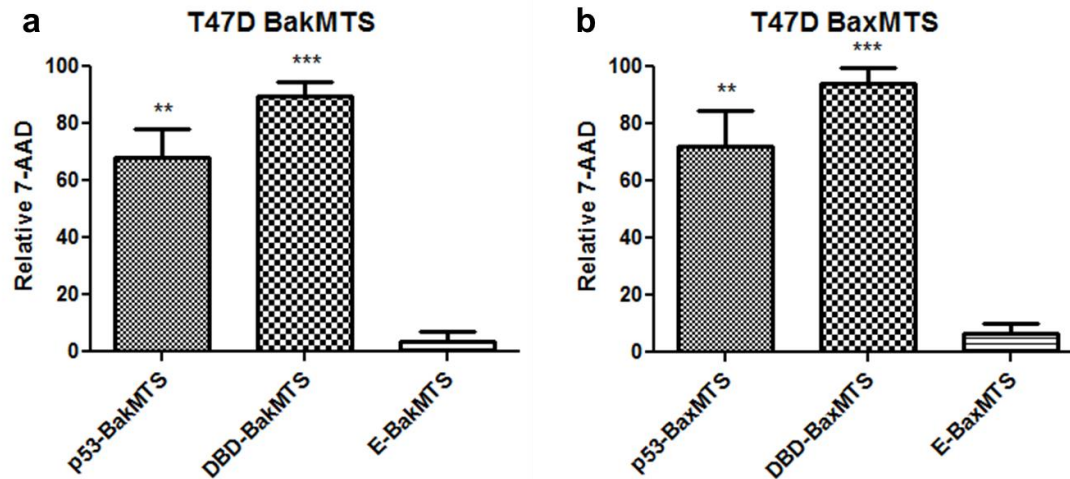 a
T47D BakMTS
Relative 7-AAD
100
80
60
40
20
0
**
***
p53-BakMTS
DBD-BakMTS
E-BakMTS
b
T47D BaxMTS
Relative 7-AAD
100
80
60
40
20
0
**
***
p53-BaxMTS
DBD-BaxMTS
E-BaxMTS